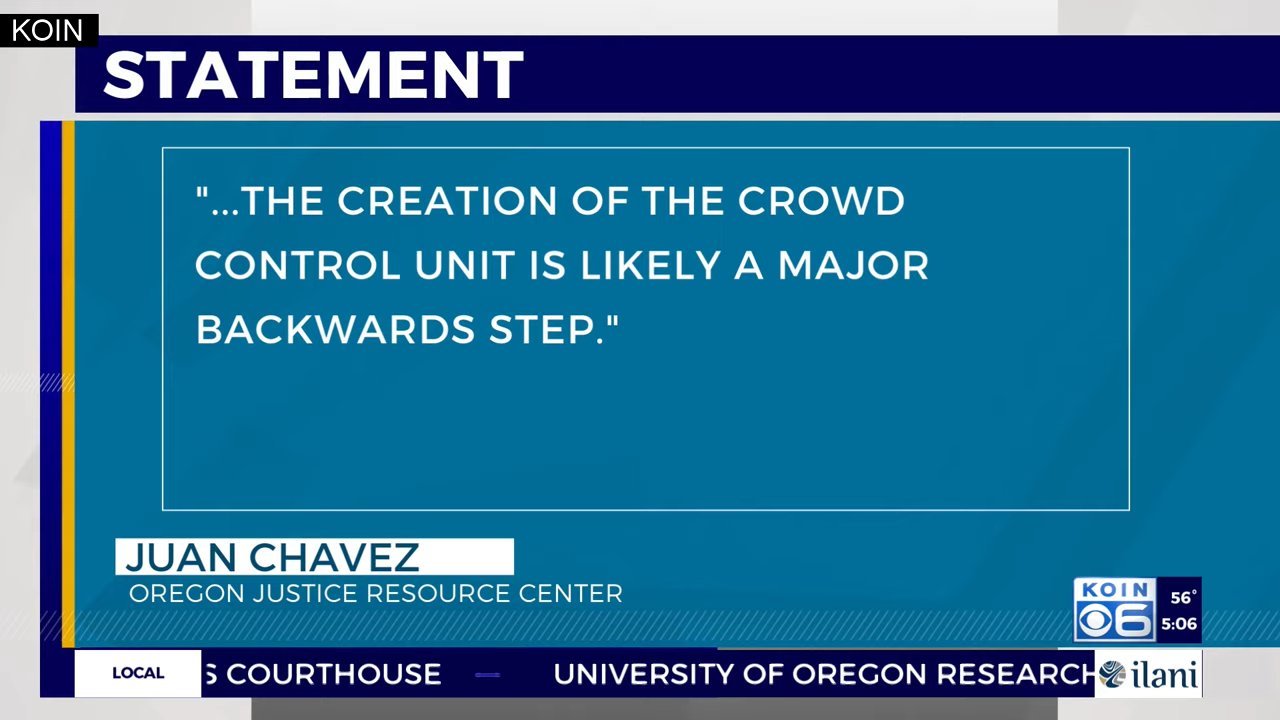 KOIN
STATEMENT
"...THE CREATION OF THE CROWD
CONTROL UNIT IS LIKELY A MAJOR
BACKWARDS STEP."
JUAN CHAVEZ
OREGON JUSTICE RESOURCE CENTER
KOIN
6
56°
5:06
LOCAL
S COURTHOUSE — UNIVERSITY OF OREGON RESEARCH
ilani